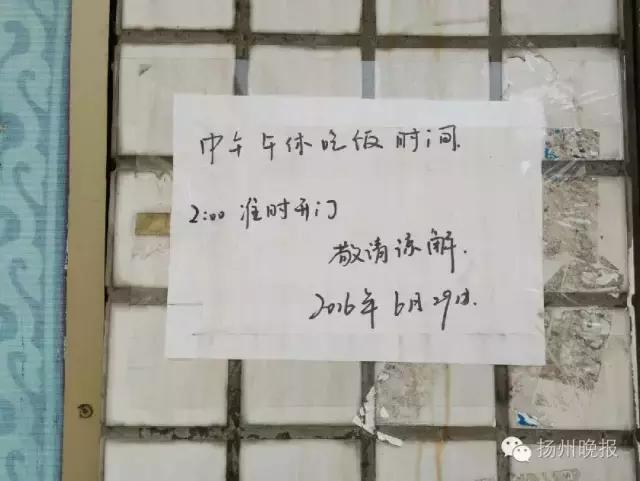 中午午休吃饭时间.
2:00 准时开门
敬请谅解.
2016年6月29日.
扬州晚报